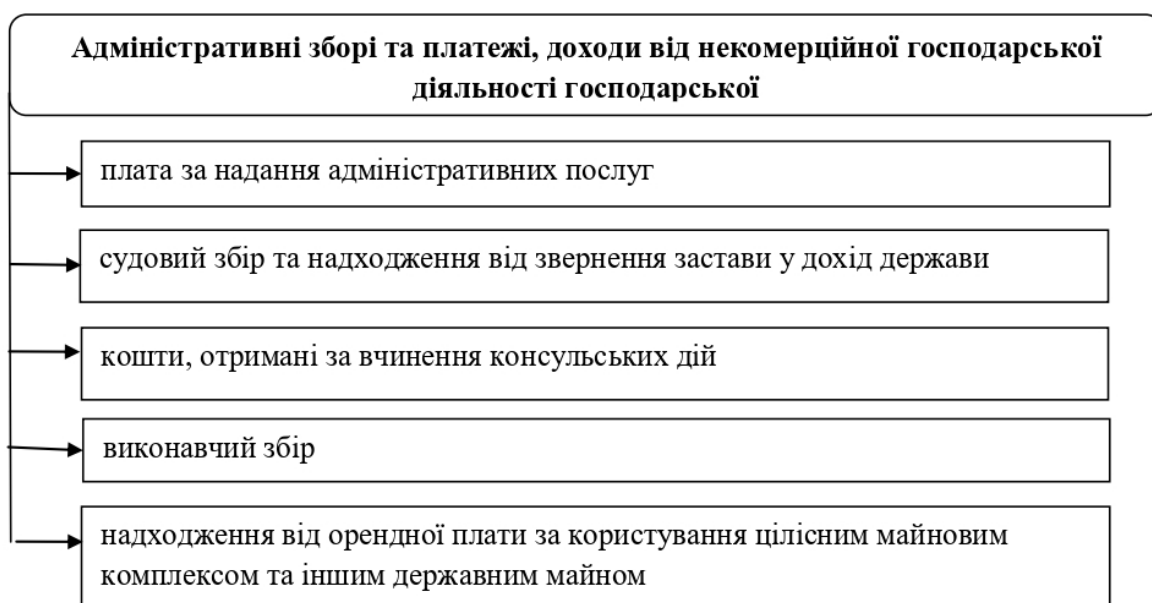 Адміністративні зборі та платежі, доходи від некомерційної господарської
діяльності господарської
плата за надання адміністративних послуг
судовий збір та надходження від звернення застави у дохід держави
кошти, отримані за вчинення консульських дій
виконавчий збір
надходження від орендної плати за користування цілісним майновим
комплексом та іншим державним майном